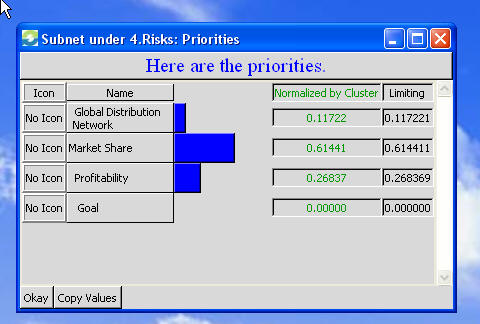 Subnet under 4.Risks: Priorities
Here are the priorities.
Icon Name Normalized by Cluster Limiting
No Icon Global Distribution Network 0.11722 0.117221
No Icon Market Share 0.61441 0.614411
No Icon Profitability 0.26837 0.268369
No Icon Goal 0.00000 0.000000
Okay Copy Values